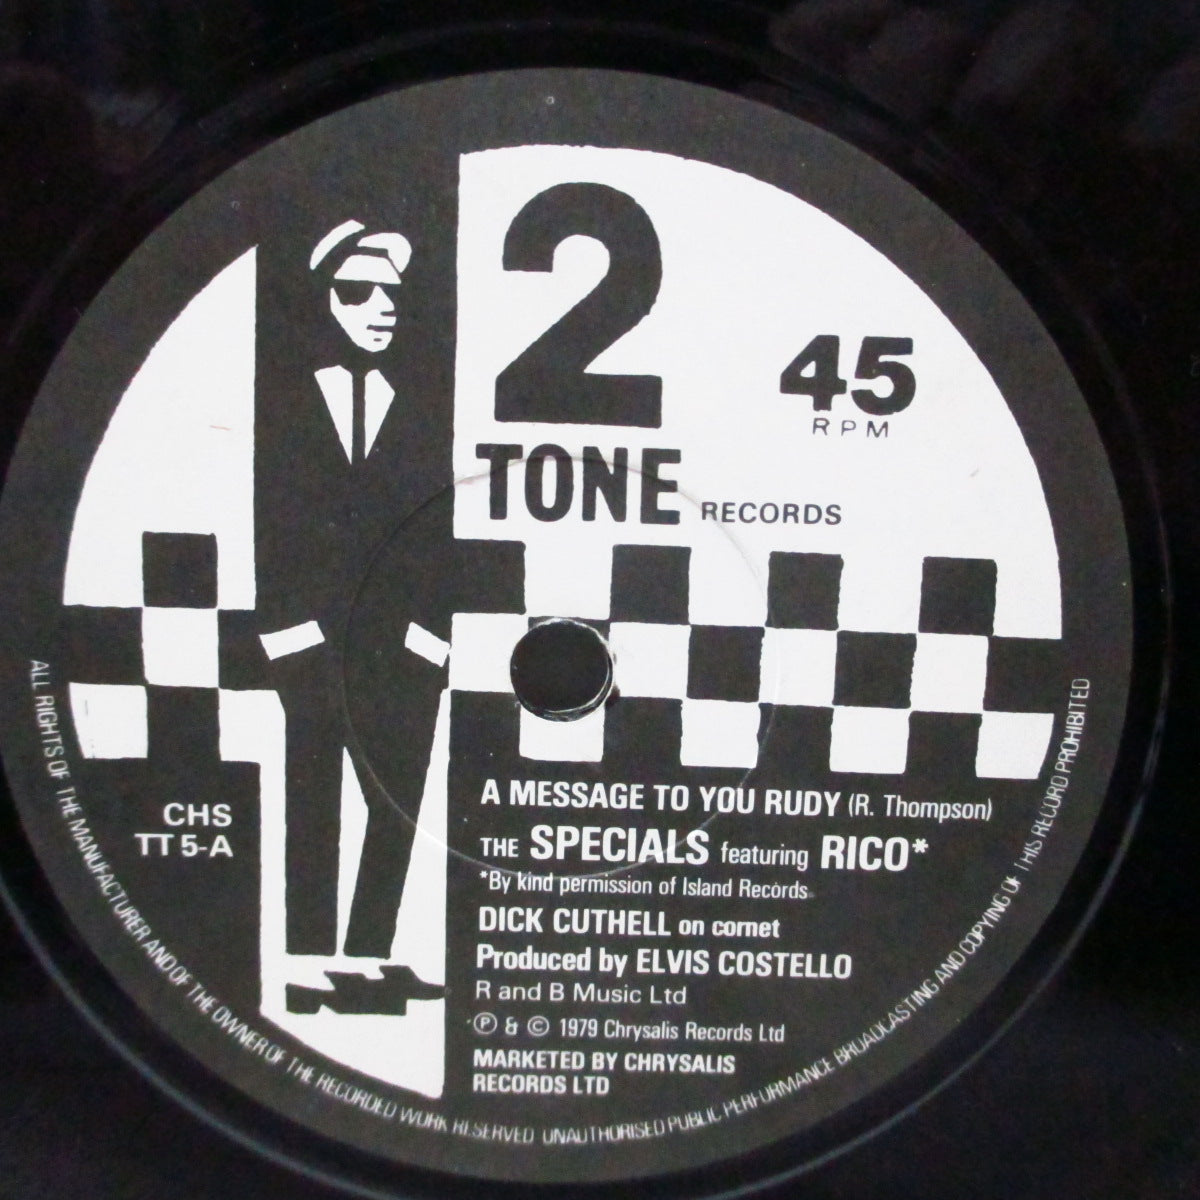 2
TONE RECORDS
45
RPM
CHS
TT 5-A
A MESSAGE TO YOU RUDY (R. Thompson)
THE SPECIALS featuring RICO*
*By kind permission of Island Records
DICK CUTHELL on cornet
Produced by ELVIS COSTELLO
R and B Music Ltd
℗ & © 1979 Chrysalis Records Ltd
MARKETED BY CHRYSALIS
RECORDS LTD
ALL RIGHTS OF THE MANUFACTURER AND OF THE OWNER OF THE RECORDED WORK RESERVED UNAUTHORISED PUBLIC PERFORMANCE BROADCASTING AND COPYING OF THIS RECORD PROHIBITED